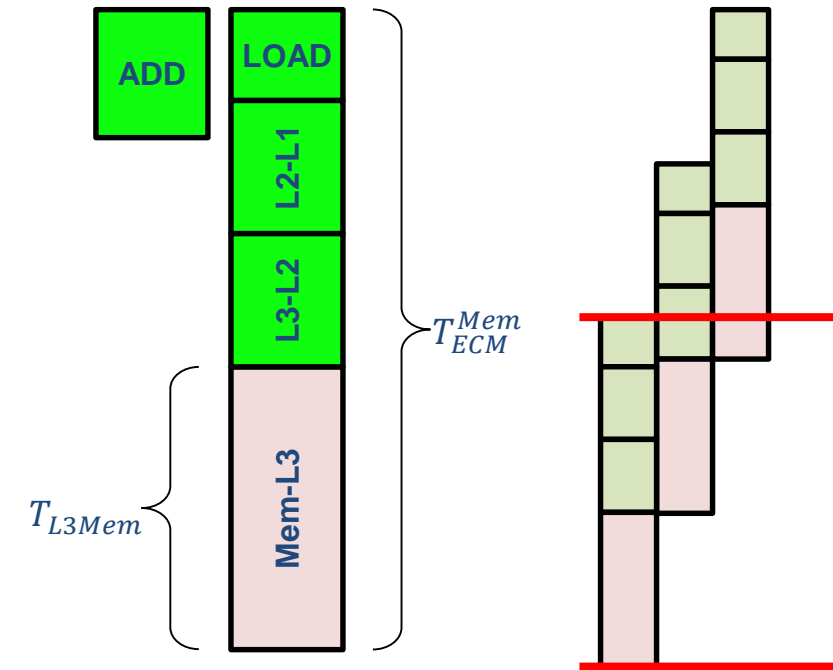 ADD
LOAD
L2-L1
L3-L2
Mem-L3
$T_{ECM}^{Mem}$
$T_{L3Mem}$